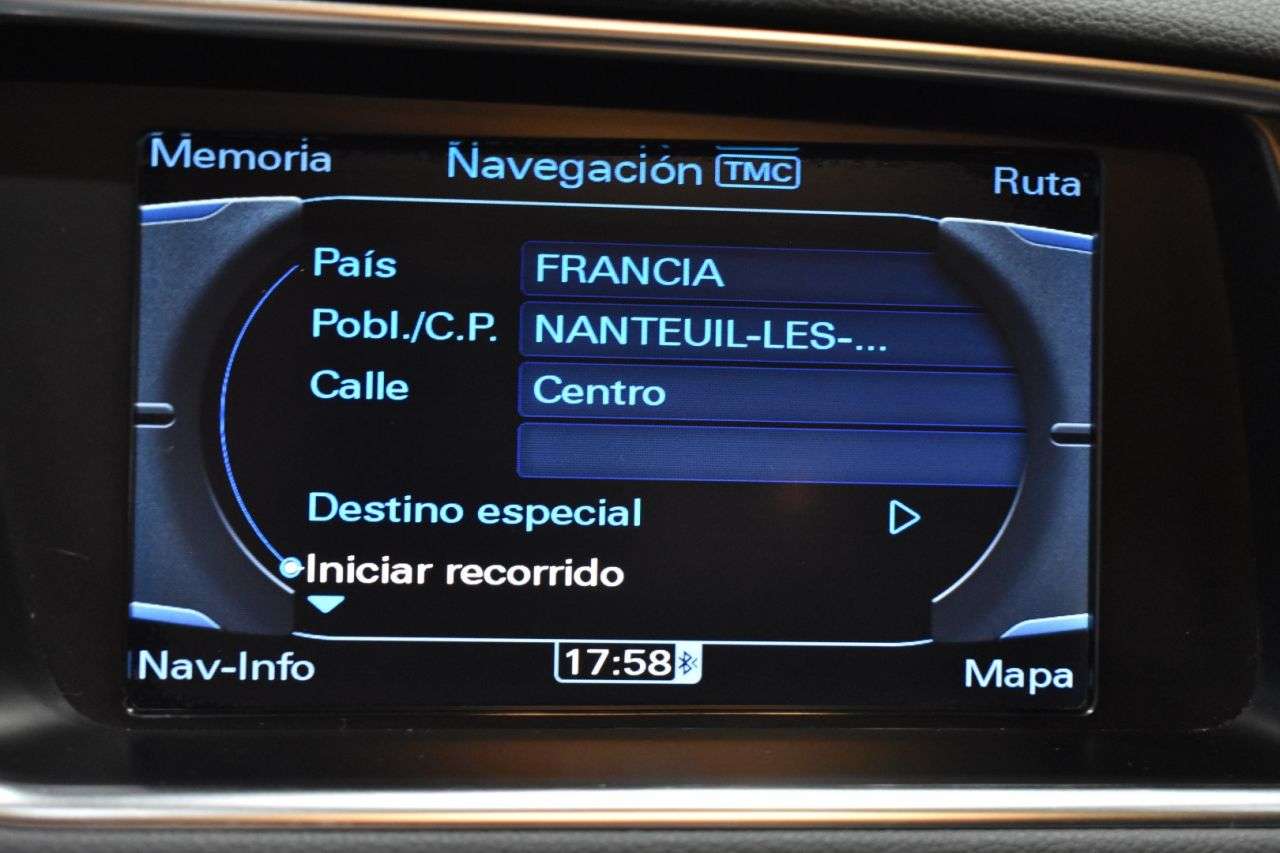 Memoria
Navegación TMC
Ruta
País FRANCIA
Pobl./C.P. NANTEUIL-LES-...
Calle Centro
Destino especial
Iniciar recorrido
Nav-Info
17:58
Mapa